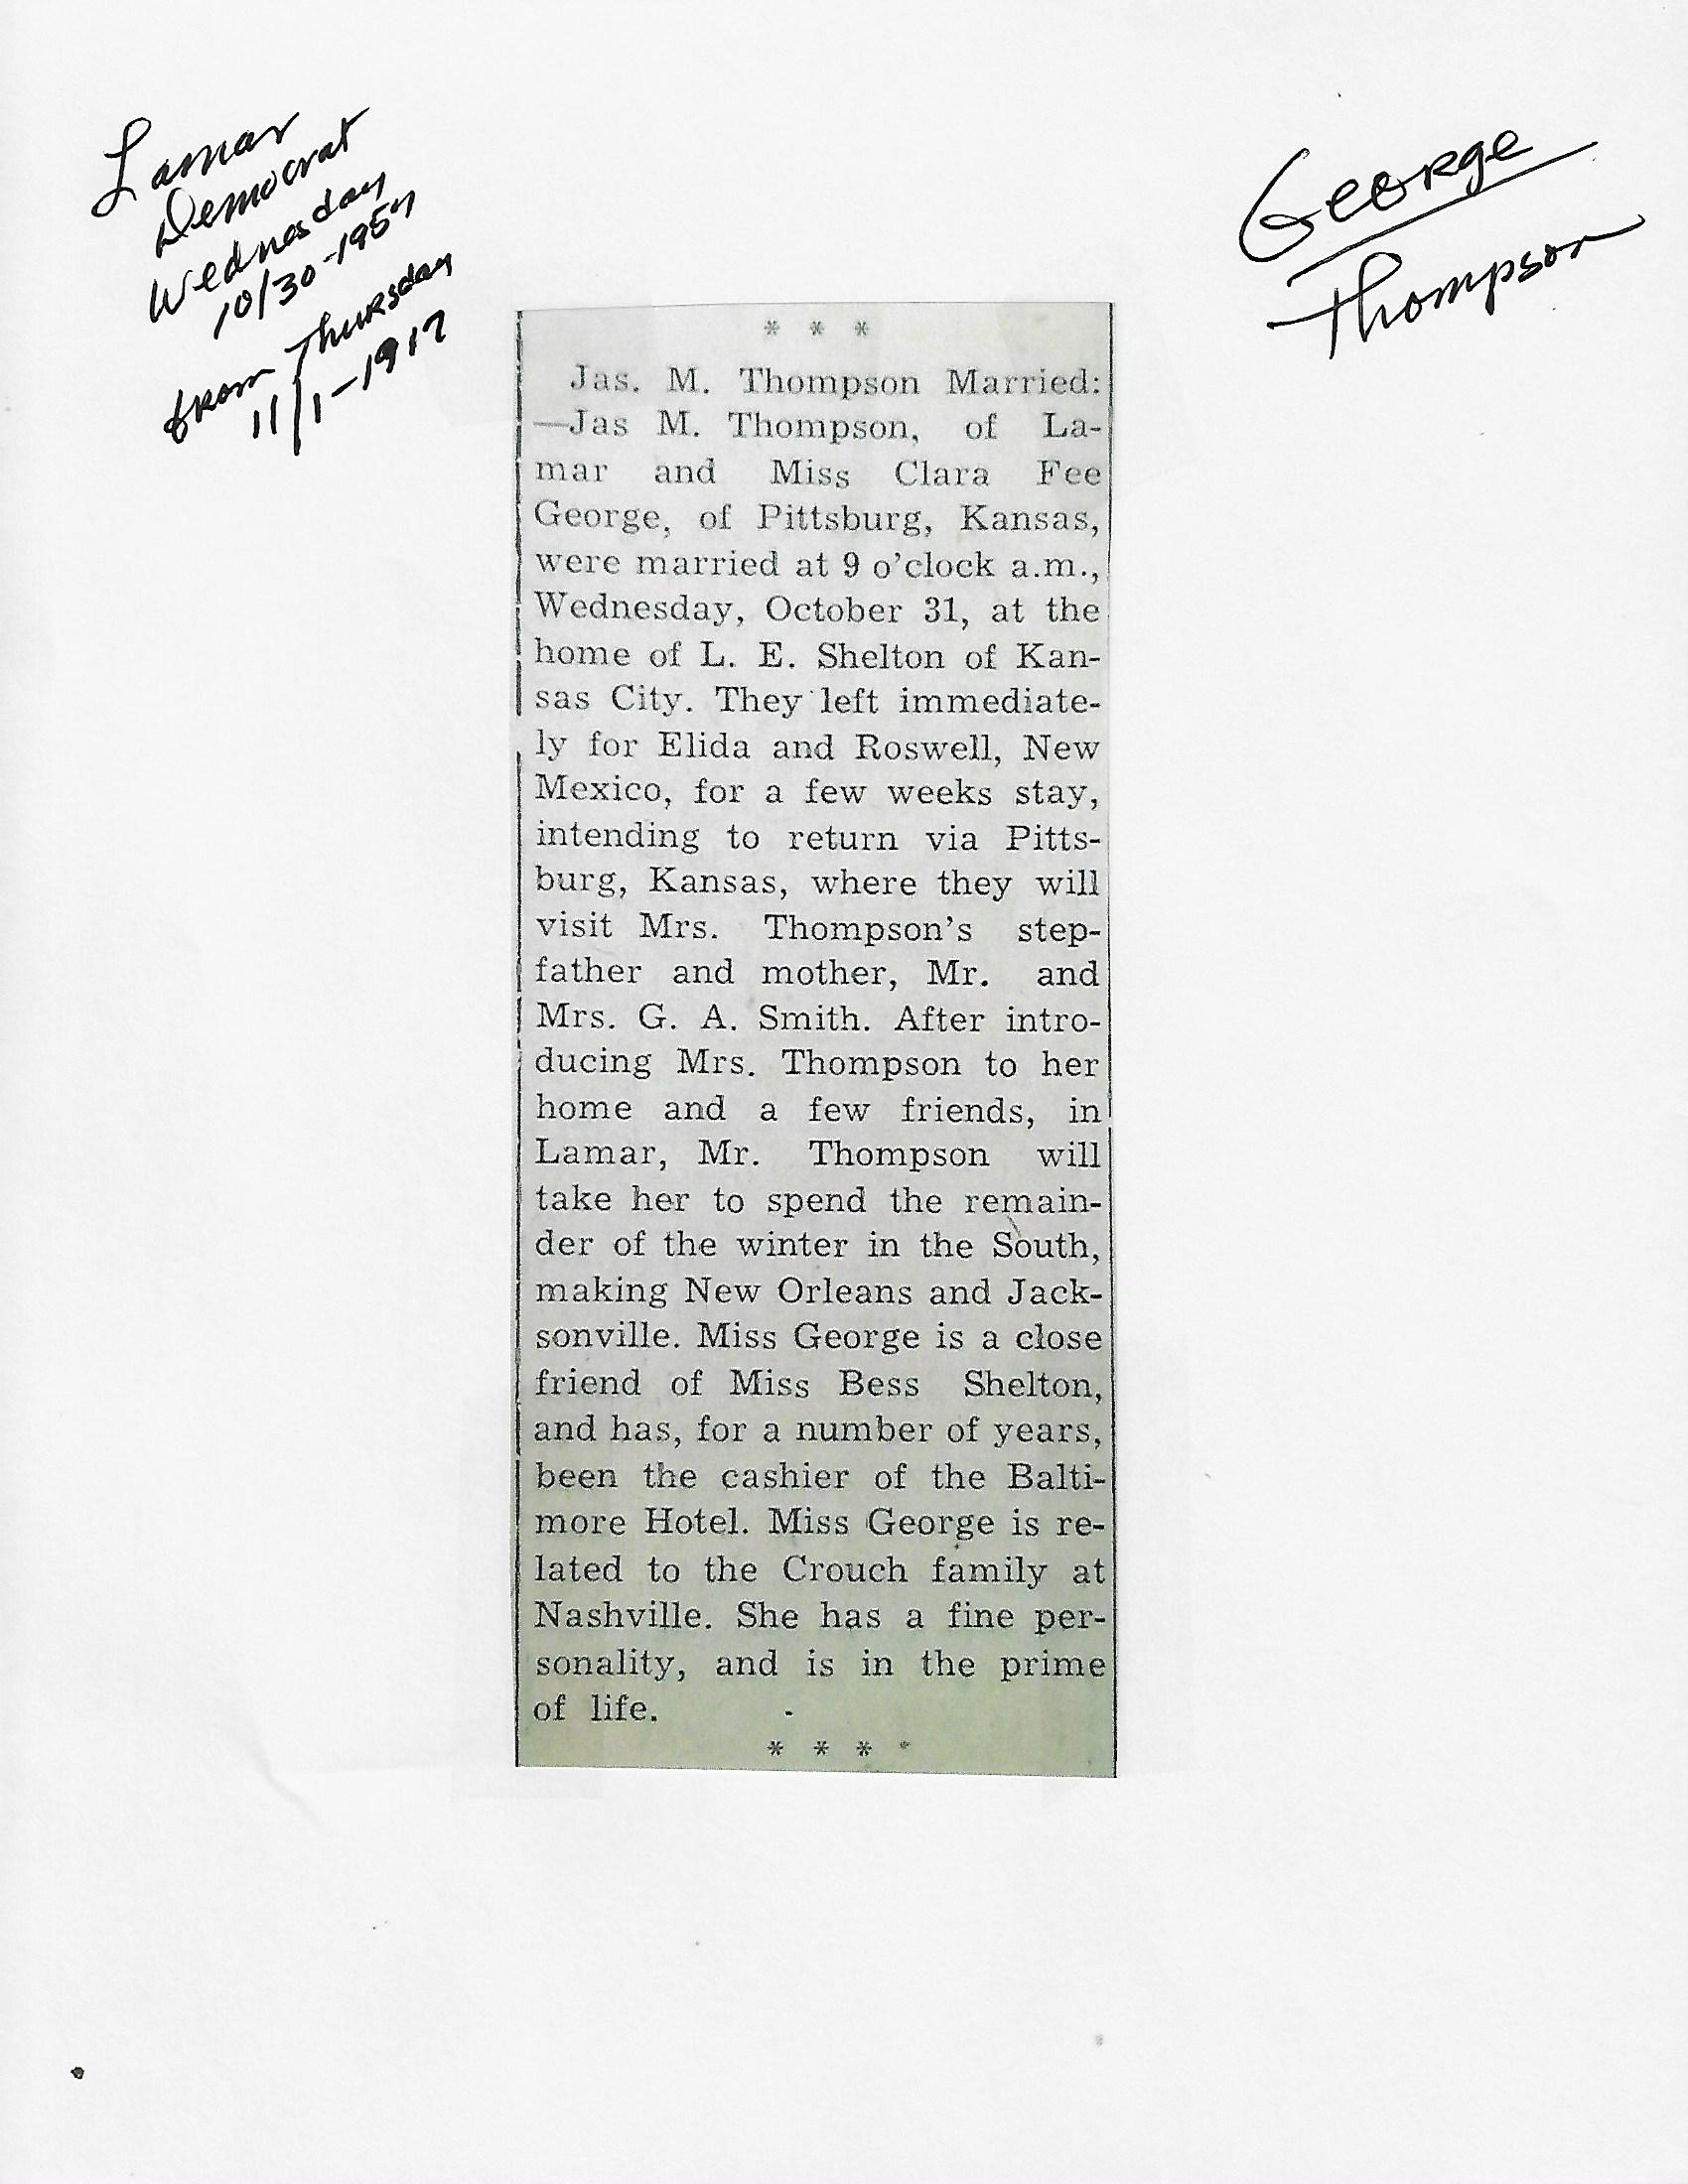 Lamar
Democrat
Wednesday
10/30-1957
from Thursday
11/1-1917
George
Thompson
* * *
Jas. M. Thompson Married:
—Jas M. Thompson, of La-
mar and Miss Clara Fee
George, of Pittsburg, Kansas,
were married at 9 o'clock a.m.,
Wednesday, October 31, at the
home of L. E. Shelton of Kan-
sas City. They left immediate-
ly for Elida and Roswell, New
Mexico, for a few weeks stay,
intending to return via Pitts-
burg, Kansas, where they will
visit Mrs. Thompson's step-
father and mother, Mr. and
Mrs. G. A. Smith. After intro-
ducing Mrs. Thompson to her
home and a few friends, in
Lamar, Mr. Thompson will
take her to spend the remain-
der of the winter in the South,
making New Orleans and Jack-
sonville. Miss George is a close
friend of Miss Bess Shelton,
and has, for a number of years,
been the cashier of the Balti-
more Hotel. Miss George is re-
lated to the Crouch family at
Nashville. She has a fine per-
sonality, and is in the prime
of life.
* * *